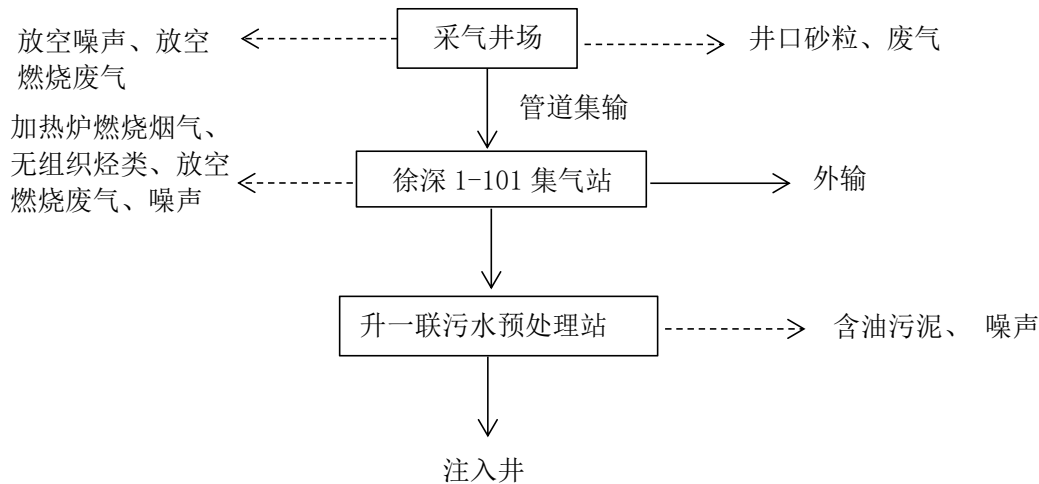 放空噪声、放空
燃烧废气
采气井场
井口砂粒、废气
管道集输
加热炉燃烧烟气、
无组织烃类、放空
燃烧废气、噪声
徐深 1-101 集气站
外输
升一联污水预处理站
含油污泥、 噪声
注入井